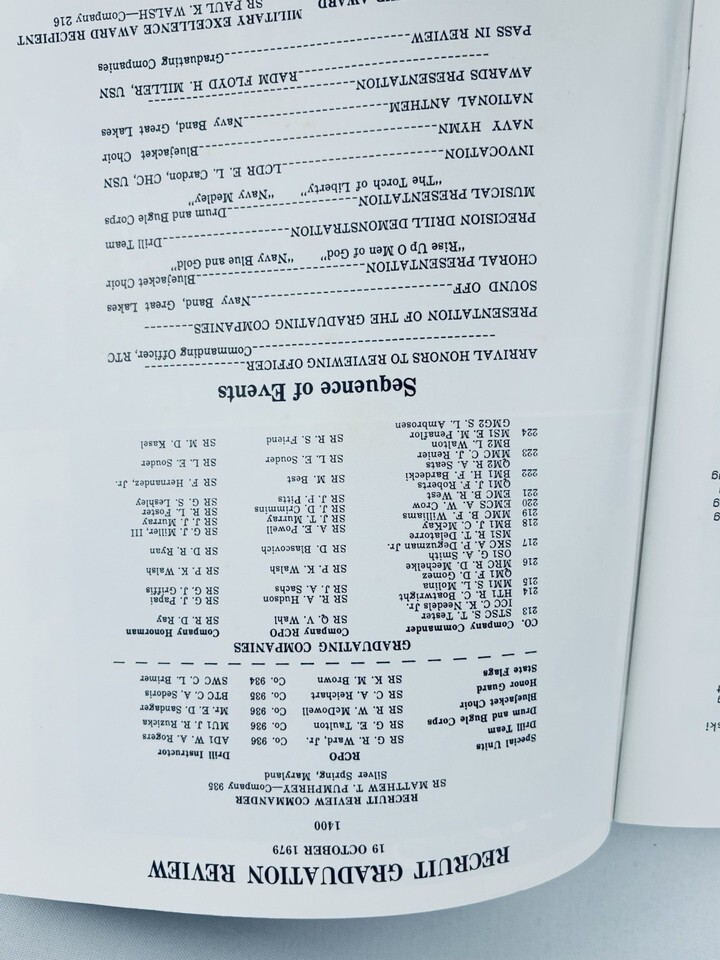 RECRUIT GRADUATION REVIEW
19 OCTOBER 1979
1400
RECRUIT REVIEW COMMANDER
SR MATTHEW T. PUMPHREY—Company 935
Silver Spring, Maryland
Special Units RCPO Drill Instructor
Drill Team SR G. R. Ward, Jr. Co. 936 AD1 W. A. Rogers
Drum and Bugle Corps SR G. E. Taulton Co. 936 MU1 J. R. Ruzicka
Bluejacket Choir SR R. W. McDowell Co. 936 Mr. E. D. Sandager
Honor Guard SR C. A. Reichart Co. 935 BTC C. A. Sedoris
State Flags SR K. M. Brown Co. 934 SWC C. L. C. Brimer
GRADUATING COMPANIES
CO. Company Commander Company RCPO Company Honorman
213 STSC S. T. S. Tester SR Q. V. Wahl SR R. D. Ray
ICC C. K. Needels Jr.
214 HT1 R. C. Boatwright SR R. A. Hudson SR G. J. Papai
MM1 S. L. Molina
215 QM1 F. D. Gomez SR J. A. Sachs SR G. J. Griffis
MRC R. D. Mechelke
216 OS1 G. A. Smith SR P. K. Walsh SR P. K. Walsh
SKC A. P. Deguzman Jr.
217 MS1 R. T. Delatorre SR D. Blasovich SR D. R. Ryan
BM1 J. C. McKay
218 MMC B. F. Williams SR A. E. Powell SR G. J. Miller, III
219 EMCS A. W. Crow SR J. T. Murray SR J. J. Murray
220 EMC B. R. West SR J. D. Crimmins SR R. L. Foster
221 QM1 J. F. Roberts SR J. P. Pitts SR G. S. Leshley
BM1 H. F. Bardecki
222 QM2 R. A. Seats SR M. Best SR F. Hernandez, Jr.
MMC C. J. Renier
223 BM2 L. Walton SR L. E. Souder SR L. E. Souder
MS1 E. M. Penaflor
224 GMG2 S. L. Ambrosen SR R. S. Friend SR M. D. Kasel
Sequence of Events
ARRIVAL HONORS TO REVIEWING OFFICER
Commanding Officer, RTC
PRESENTATION OF THE GRADUATING COMPANIES
SOUND OFF Navy Band, Great Lakes
CHORAL PRESENTATION Bluejacket Choir
"Rise Up O Men of God" "Navy Blue and Gold"
PRECISION DRILL DEMONSTRATION Drill Team
MUSICAL PRESENTATION Drum and Bugle Corps
"The Torch of Liberty" "Navy Medley"
INVOCATION LCDR E. L. Cardon, CHC, USN
NAVY HYMN Bluejacket Choir
NATIONAL ANTHEM Navy Band, Great Lakes
AWARDS PRESENTATION
RADM FLOYD H. MILLER, USN
PASS IN REVIEW Graduating Companies
MILITARY EXCELLENCE AWARD RECIPIENT
SR PAUL K. WALSH—Company 216
AWARD